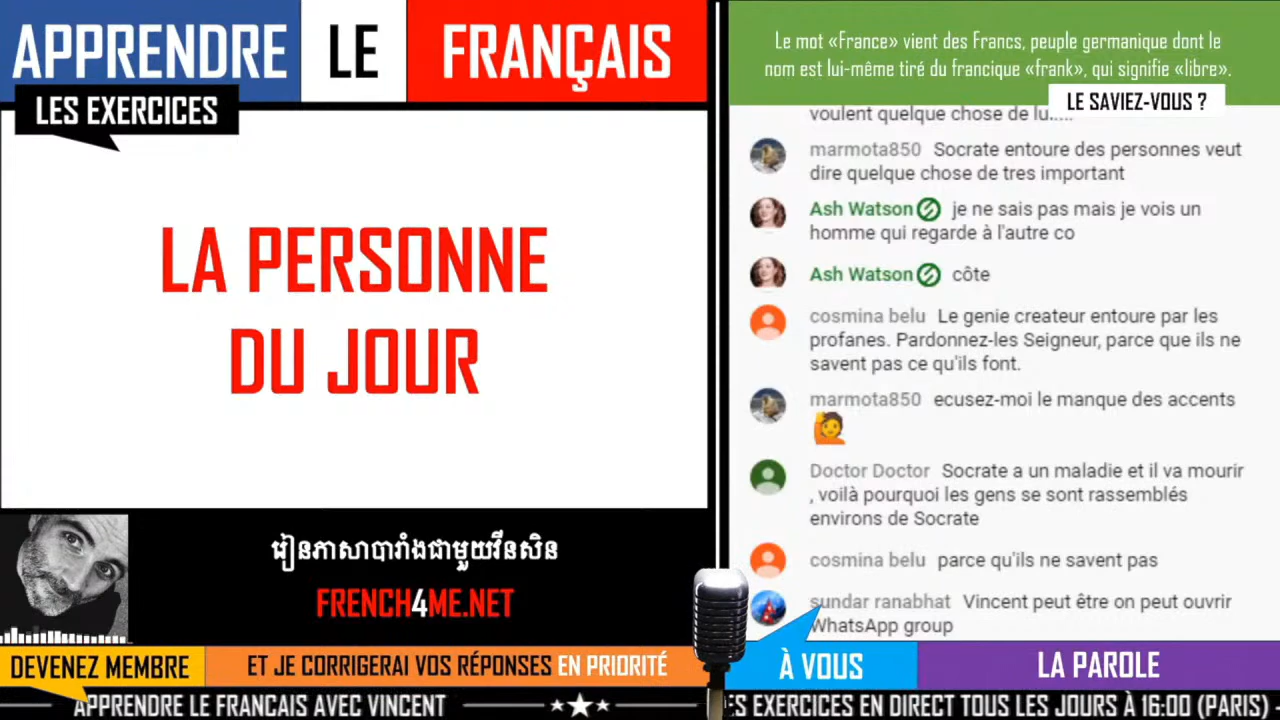 APPRENDRE LE FRANÇAIS
LES EXERCICES
LA PERSONNE
DU JOUR
រៀនភាសាបារាំងជាមួយវីនសិន
FRENCH4ME.NET
DEVENEZ MEMBRE
ET JE CORRIGERAI VOS RÉPONSES EN PRIORITÉ
Le mot «France» vient des Francs, peuple germanique dont le
nom est lui-même tiré du francique «frank», qui signifie «libre».
LE SAVIEZ-VOUS ?
voulent quelque chose de
marmota850 Socrate entoure des personnes veut
dire quelque chose de tres important
Ash Watson je ne sais pas mais je vois un
homme qui regarde à l'autre co
Ash Watson côte
cosmina belu Le genie createur entoure par les
profanes. Pardonnez-les Seigneur, parce que ils ne
savent pas ce qu'ils font.
marmota850 ecusez-moi le manque des accents
Doctor Doctor Socrate a un maladie et il va mourir
, voilà pourquoi les gens se sont rassemblés
environs de Socrate
cosmina belu parce qu'ils ne savent pas
sundar ranabhat Vincent peut être on peut ouvrir
WhatsApp group
À VOUS LA PAROLE
APPRENDRE LE FRANCAIS AVEC VINCENT
ES EXERCICES EN DIRECT TOUS LES JOURS À 16:00 (PARIS)